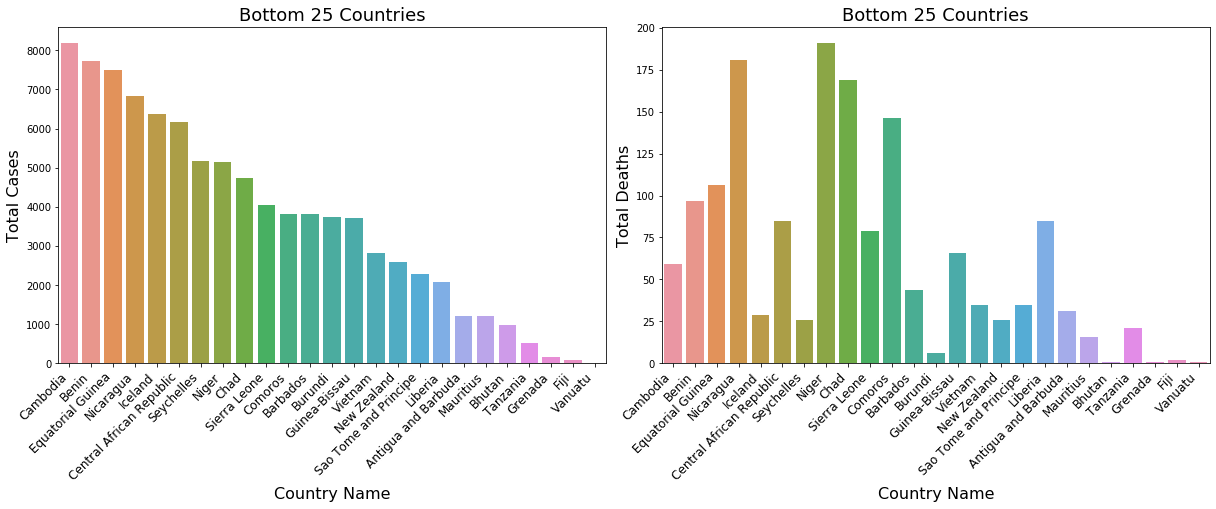 Bottom 25 Countries
Total Cases
8000
7000
6000
5000
4000
3000
2000
1000
0
Cambodia
Benin
Equatorial Guinea
Nicaragua
Iceland
Central African Republic
Seychelles
Niger
Chad
Sierra Leone
Comoros
Barbados
Burundi
Guinea-Bissau
Vietnam
New Zealand
Sao Tome and Principe
Liberia
Antigua and Barbuda
Mauritius
Bhutan
Tanzania
Grenada
Fiji
Vanuatu
Country Name
Bottom 25 Countries
Total Deaths
200
175
150
125
100
75
50
25
0
Cambodia
Benin
Equatorial Guinea
Nicaragua
Iceland
Central African Republic
Seychelles
Niger
Chad
Sierra Leone
Comoros
Barbados
Burundi
Guinea-Bissau
Vietnam
New Zealand
Sao Tome and Principe
Liberia
Antigua and Barbuda
Mauritius
Bhutan
Tanzania
Grenada
Fiji
Vanuatu
Country Name